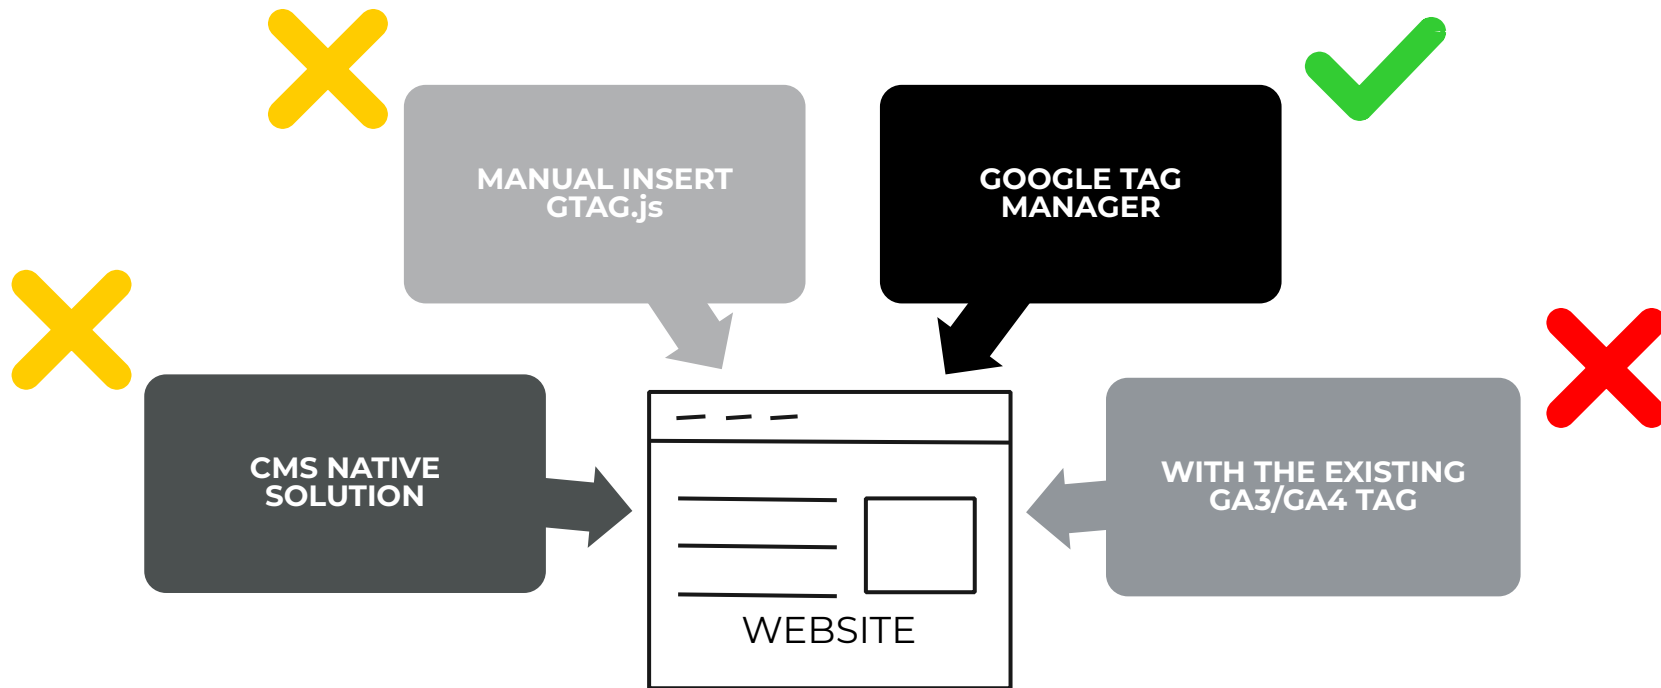 MANUAL INSERT
GTAG.js
GOOGLE TAG
MANAGER
CMS NATIVE
SOLUTION
WITH THE EXISTING
GA3/GA4 TAG
WEBSITE